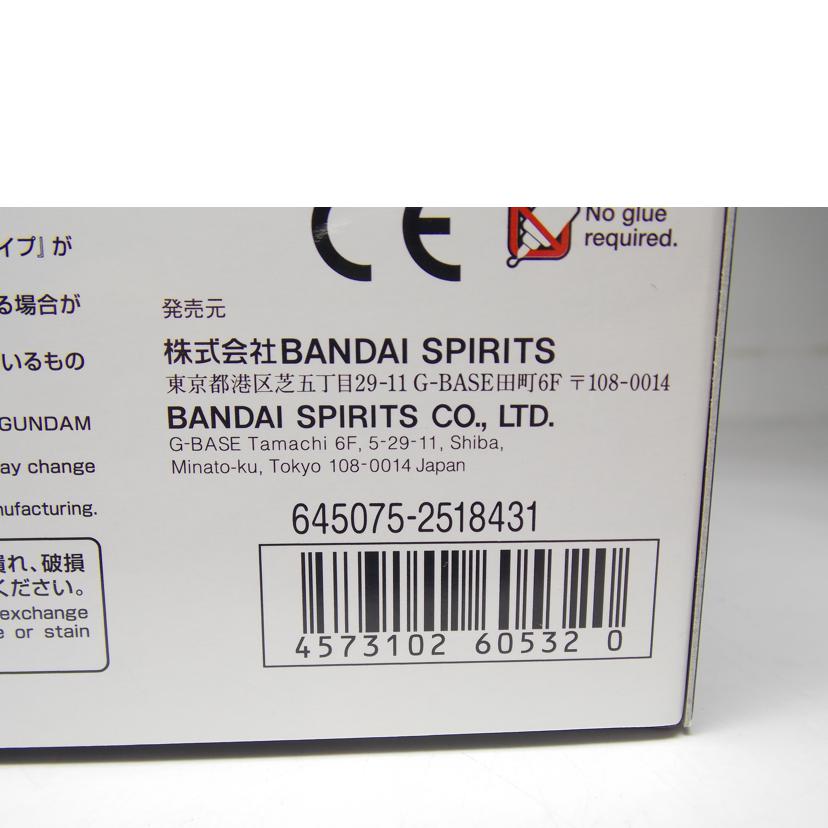 CE
No glue
required.
イプ』が
る場合が
いるもの
GUNDAM
ay change
nufacturing.
潰れ、破損
ください。
exchange
e or stain
発売元
株式会社BANDAI SPIRITS
東京都港区芝五丁目29-11 G-BASE田町6F 〒108-0014
BANDAI SPIRITS CO., LTD.
G-BASE Tamachi 6F, 5-29-11, Shiba,
Minato-ku, Tokyo 108-0014 Japan
645075-2518431
4573102 60532 0